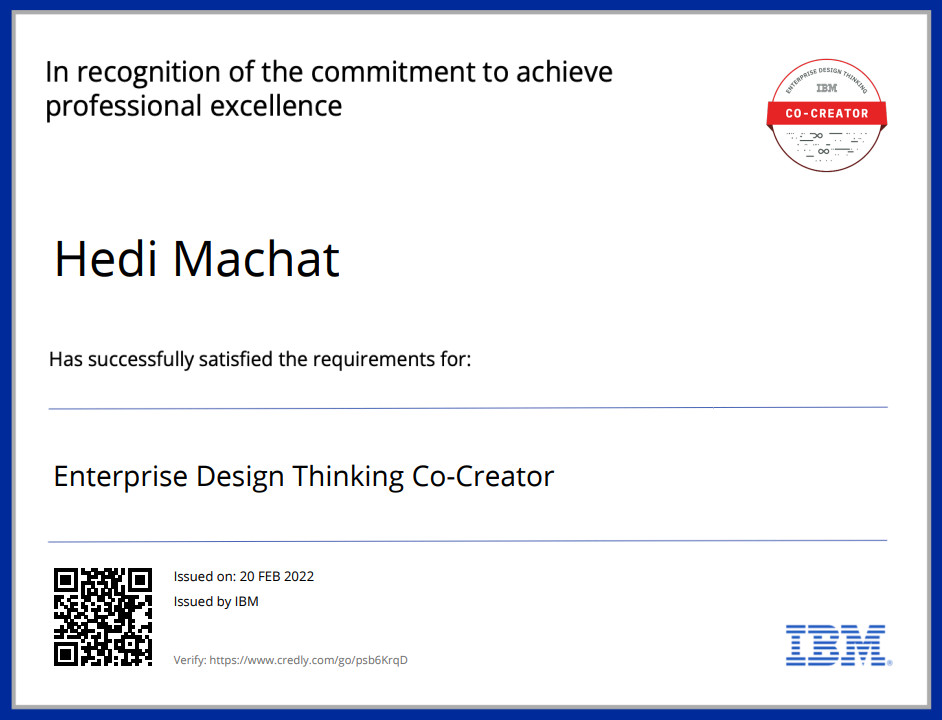 In recognition of the commitment to achieve
professional excellence
ENTERPRISE DESIGN THINKING
IBM
CO-CREATOR
Hedi Machat
Has successfully satisfied the requirements for:
Enterprise Design Thinking Co-Creator
Issued on: 20 FEB 2022
Issued by IBM
Verify: https://www.credly.com/go/psb6KrqD
IBM®